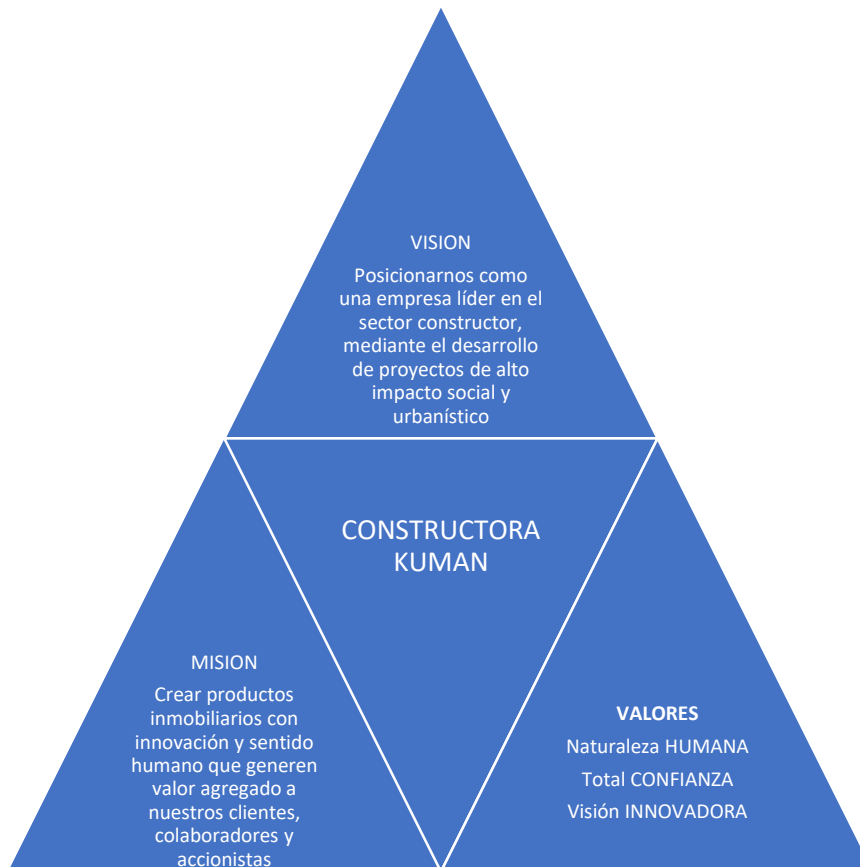 VISION
Posicionarnos como
una empresa líder en el
sector constructor,
mediante el desarrollo
de proyectos de alto
impacto social y
urbanístico
CONSTRUCTORA
KUMAN
MISION
Crear productos
inmobiliarios con
innovación y sentido
humano que generen
valor agregado a
nuestros clientes,
colaboradores y
accionistas
VALORES
Naturaleza HUMANA
Total CONFIANZA
Visión INNOVADORA